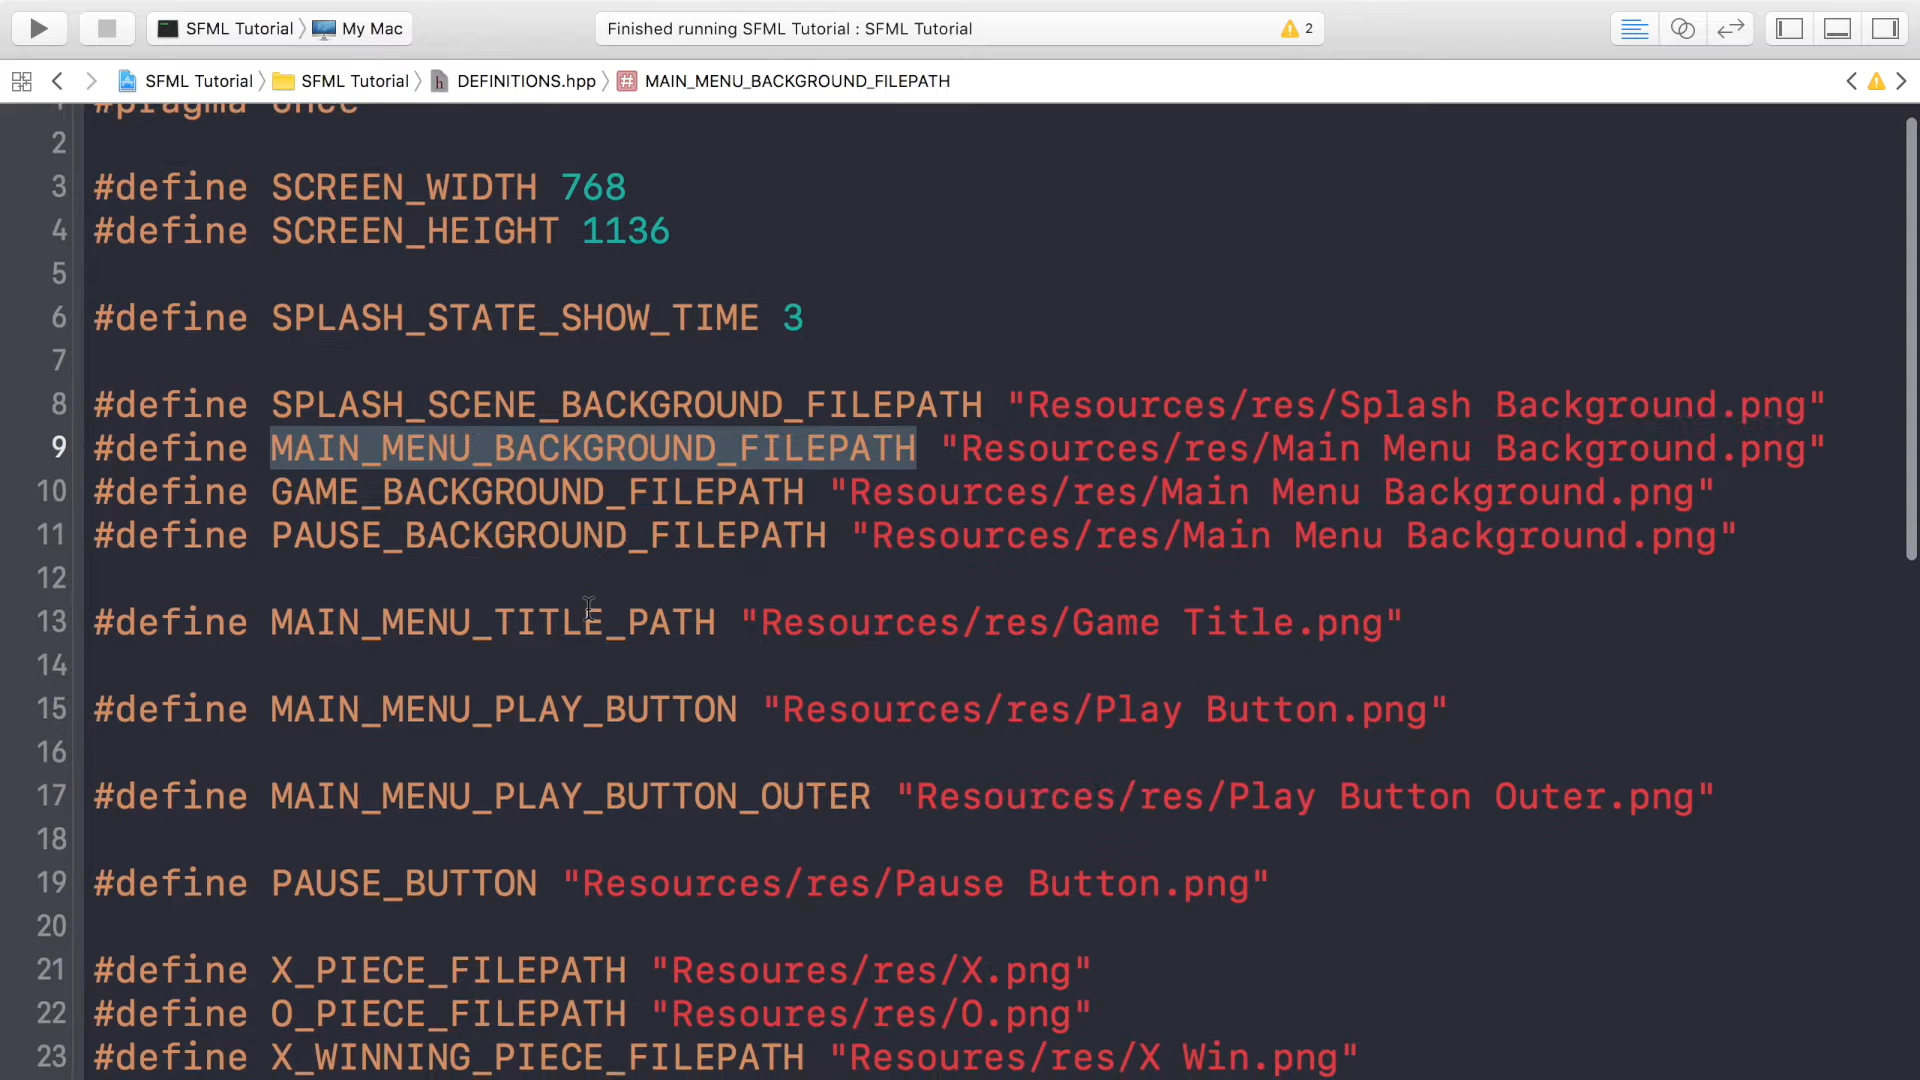 SFML Tutorial My Mac Finished running SFML Tutorial : SFML Tutorial 2
SFML Tutorial SFML Tutorial h DEFINITIONS.hpp # MAIN_MENU_BACKGROUND_FILEPATH
1 #pragma once
2
3 #define SCREEN_WIDTH 768
4 #define SCREEN_HEIGHT 1136
5
6 #define SPLASH_STATE_SHOW_TIME 3
7
8 #define SPLASH_SCENE_BACKGROUND_FILEPATH "Resources/res/Splash Background.png"
9 #define MAIN_MENU_BACKGROUND_FILEPATH "Resources/res/Main Menu Background.png"
10 #define GAME_BACKGROUND_FILEPATH "Resources/res/Main Menu Background.png"
11 #define PAUSE_BACKGROUND_FILEPATH "Resources/res/Main Menu Background.png"
12
13 #define MAIN_MENU_TITLE_PATH "Resources/res/Game Title.png"
14
15 #define MAIN_MENU_PLAY_BUTTON "Resources/res/Play Button.png"
16
17 #define MAIN_MENU_PLAY_BUTTON_OUTER "Resources/res/Play Button Outer.png"
18
19 #define PAUSE_BUTTON "Resources/res/Pause Button.png"
20
21 #define X_PIECE_FILEPATH "Resoures/res/X.png"
22 #define O_PIECE_FILEPATH "Resoures/res/O.png"
23 #define X_WINNING_PIECE_FILEPATH "Resoures/res/X Win.png"